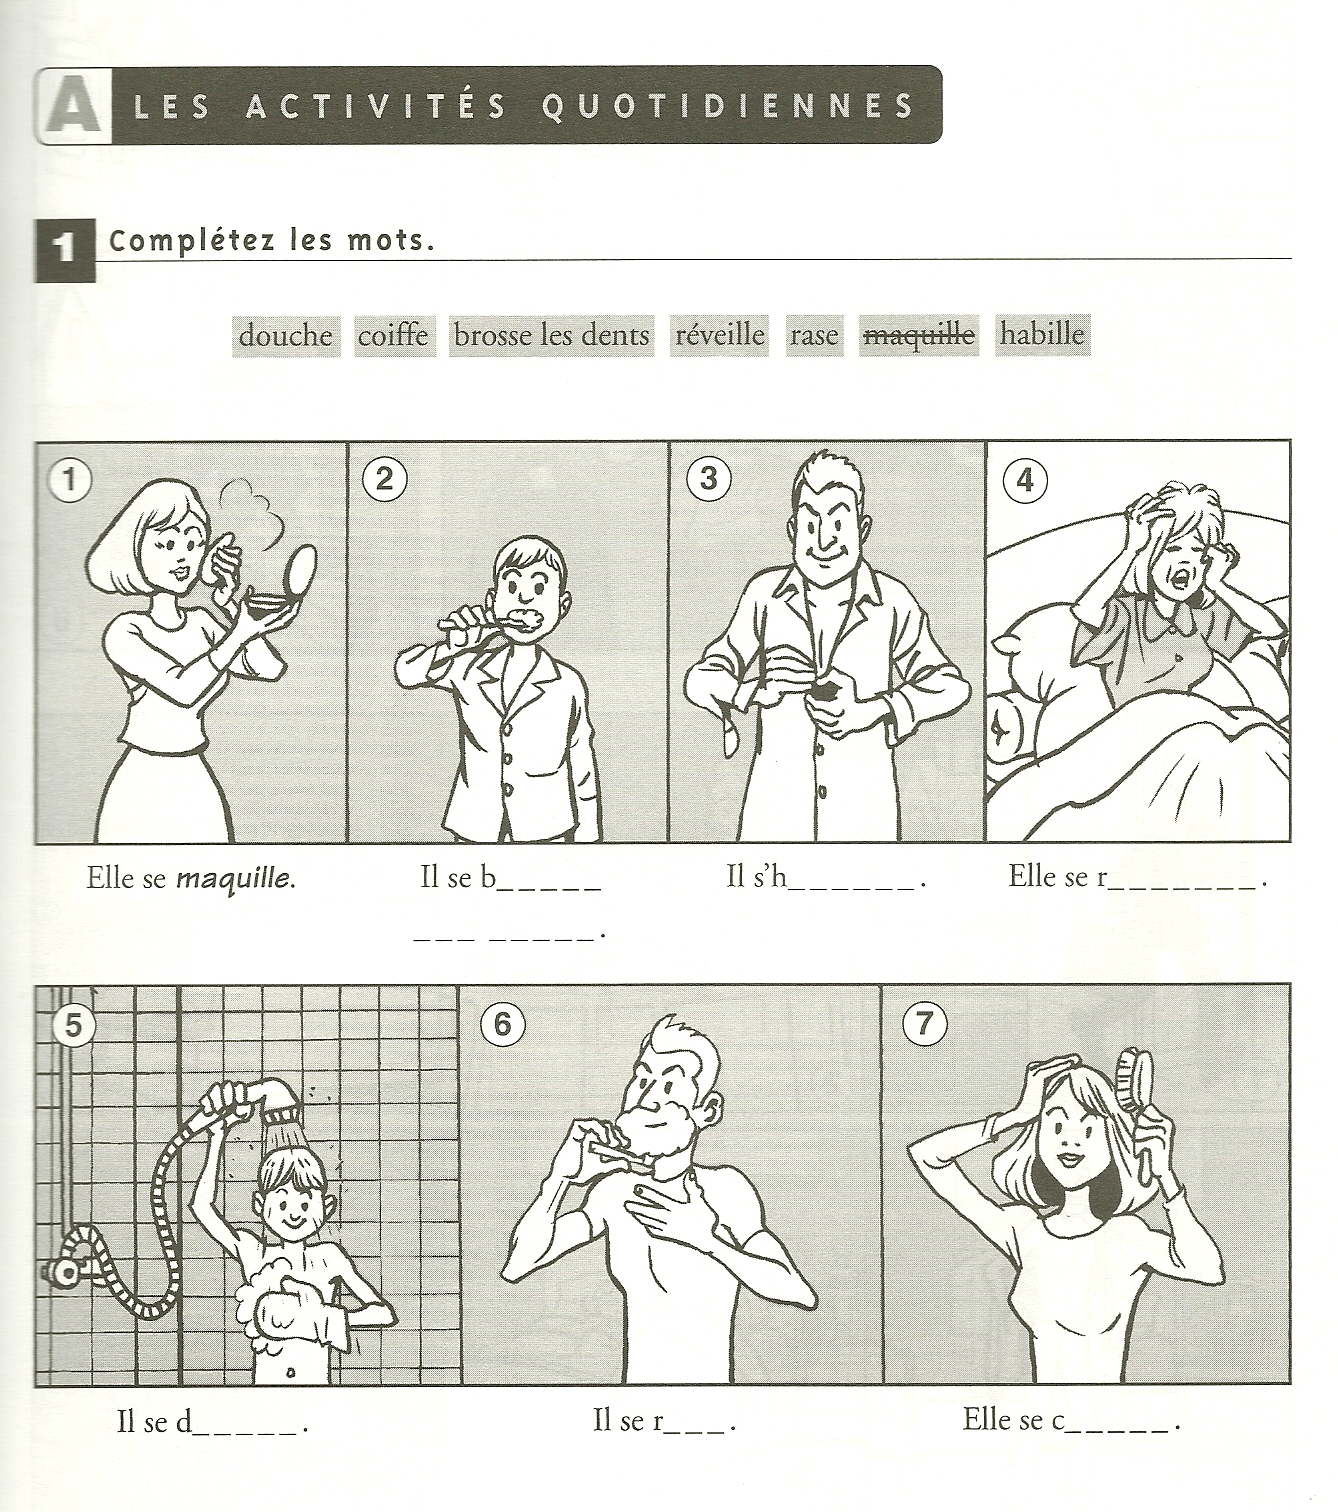 A LES ACTIVITÉS QUOTIDIENNES
1 Complétez les mots.
douche coiffe brosse les dents réveille rase maquille habille
1 2 3 4
Elle se maquille. Il se b_____ Il s'h______. Elle se r_______.
___ _____.
5 6 7
Il se d_____. Il se r___. Elle se c_____.